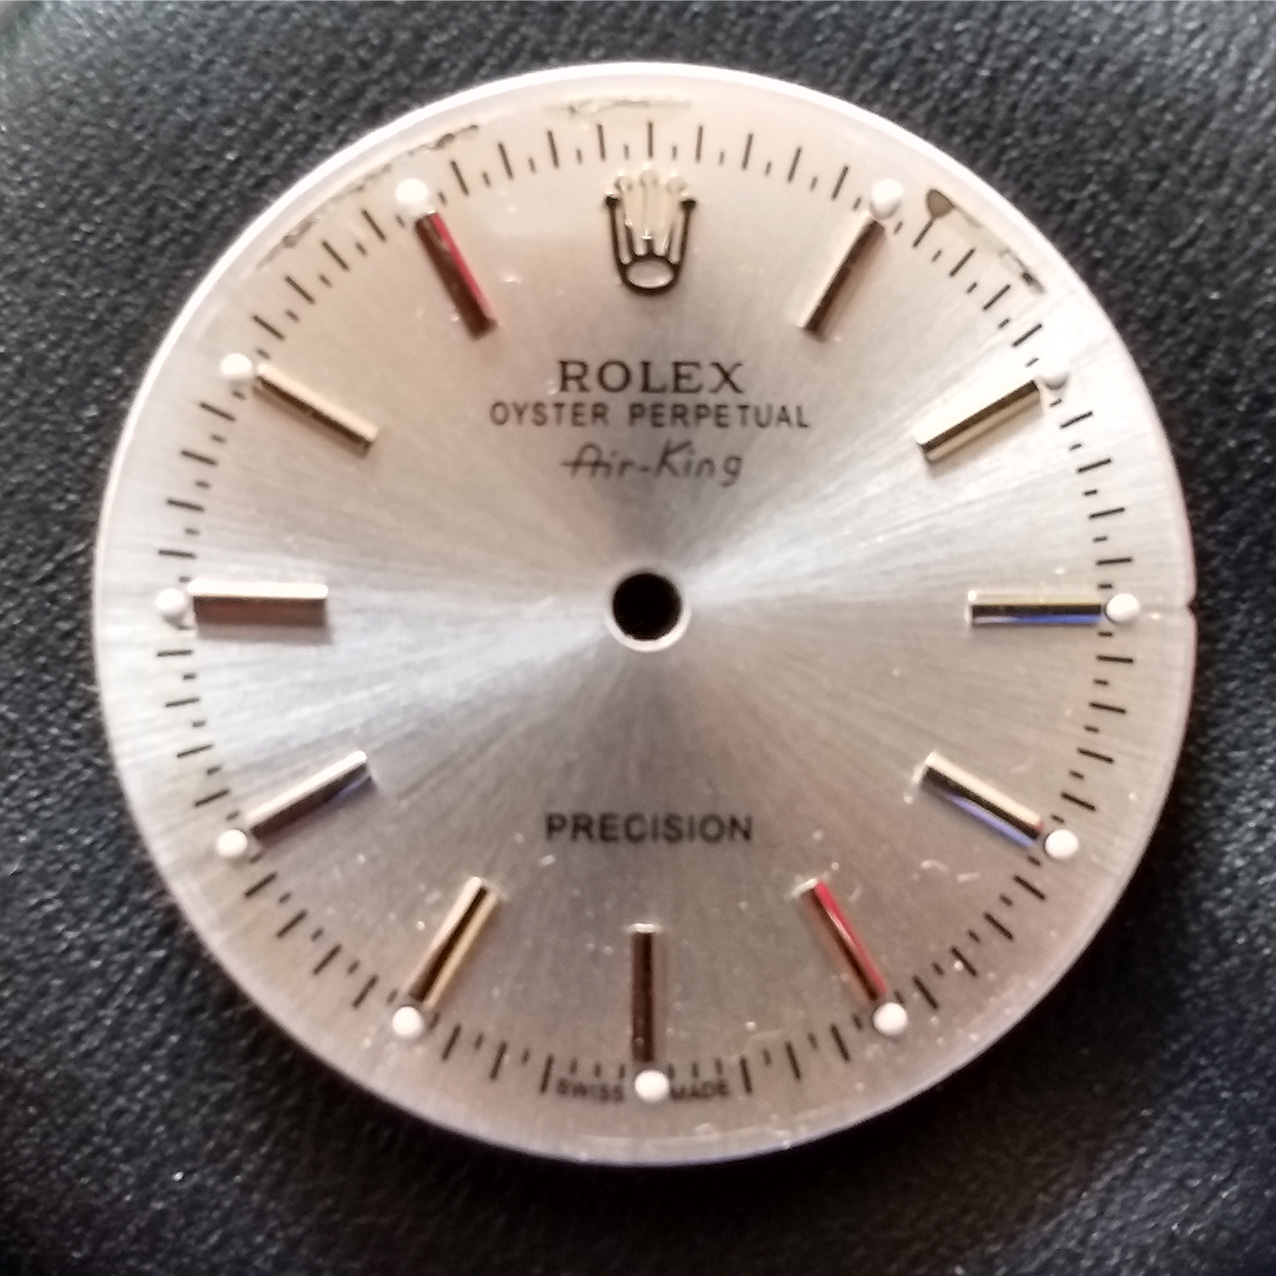 ROLEX
OYSTER PERPETUAL
Air-King
PRECISION
SWISS MADE